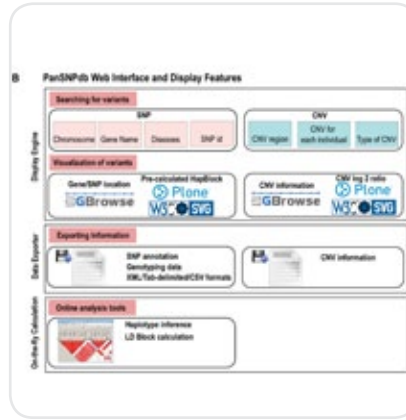 B PanSNPdb Web Interface and Display Features
Searching for variants
SNP
Chromosome Gene Name Diseases SNP id
CNV
CNV region CNV for each individual Type of CNV
Display Engine
Visualization of variants
Gene/SNP location
GBrowse
Pre-calculated HapBlock
Plone
W3C SVG
CNV information
GBrowse
CNV log 2 ratio
Plone
W3C SVG
Data Exporter
Exporting information
SNP annotation
Genotyping data
XML/Tab-delimited/CSV formats
CNV information
On-the-fly Calculation
Online analysis tools
Haplotype inference
LD Block calculation